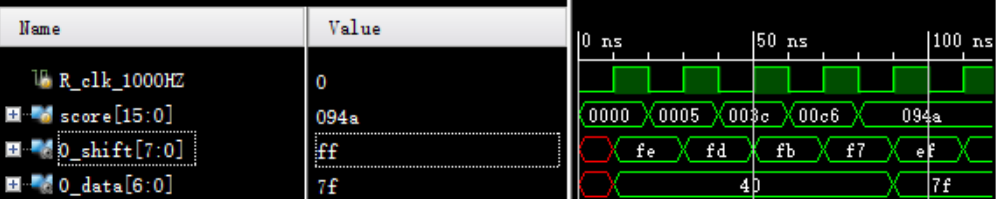 Name Value
0 ns 50 ns 100 ns
R_clk_1000HZ 0
score[15:0] 094a 0000 0005 003c 00c6 094a
O_shift[7:0] ff fe fd fb f7 ef
O_data[6:0] 7f 40 7f